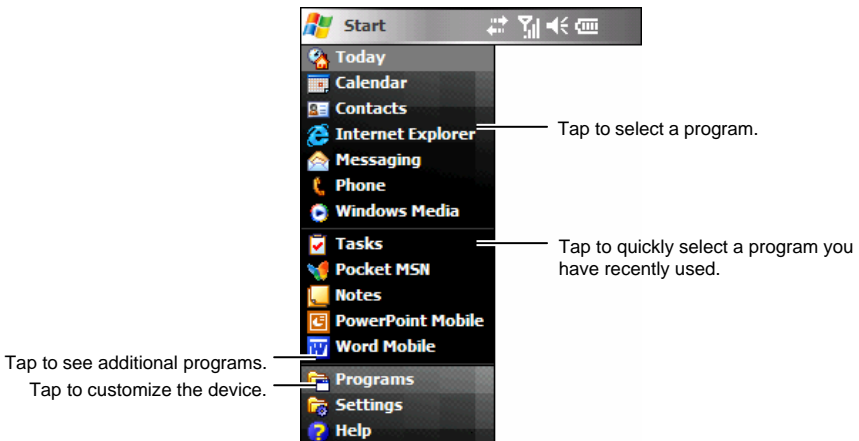 Start
Today
Calendar
Contacts
Internet Explorer
Tap to select a program.
Messaging
Phone
Windows Media
Tasks
Tap to quickly select a program you
have recently used.
Pocket MSN
Notes
PowerPoint Mobile
Word Mobile
Tap to see additional programs.
Programs
Tap to customize the device.
Settings
Help